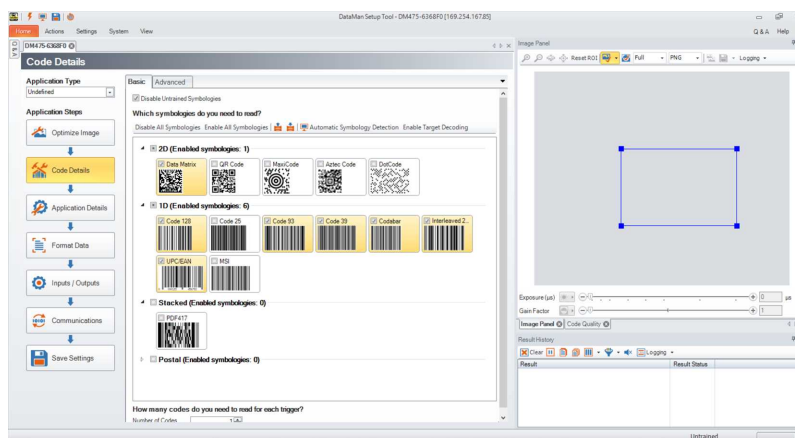 DataMan Setup Tool - DM475-6368F0 [169.254.167.85]
Home Actions Settings System View Q & A Help
Q & A
DM475-6368F0
Code Details
Application Type
Undefined
Application Steps
Optimize Image
Code Details
Application Details
Format Data
Inputs / Outputs
Communications
Save Settings
Basic Advanced
Disable Untrained Symbologies
Which symbologies do you need to read?
Disable All Symbologies Enable All Symbologies Automatic Symbology Detection Enable Target Decoding
2D (Enabled symbologies: 1)
Data Matrix QR Code MaxiCode Aztec Code DotCode
1D (Enabled symbologies: 6)
Code 128 Code 25 Code 93 Code 39 Codabar Interleaved 2...
UPC/EAN MSI
Stacked (Enabled symbologies: 0)
PDF417
Postal (Enabled symbologies: 0)
How many codes do you need to read for each trigger?
Number of Codes 1
Image Panel
Reset ROI Full PNG Logging
Exposure (µs) 0 µs
Gain Factor 1
Image Panel Code Quality
Result History
Clear Logging
Result Result Status
Untrained